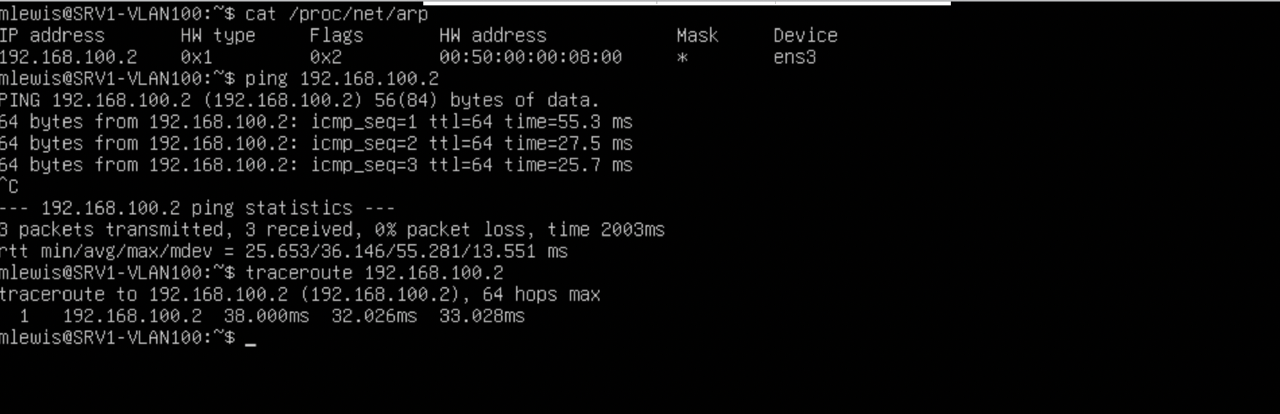 mlewis@SRV1-VLAN100:~$ cat /proc/net/arp
IP address       HW type     Flags       HW address            Mask     Device
192.168.100.2    0x1         0x2         00:50:00:00:08:00     *        ens3
mlewis@SRV1-VLAN100:~$ ping 192.168.100.2
PING 192.168.100.2 (192.168.100.2) 56(84) bytes of data.
64 bytes from 192.168.100.2: icmp_seq=1 ttl=64 time=55.3 ms
64 bytes from 192.168.100.2: icmp_seq=2 ttl=64 time=27.5 ms
64 bytes from 192.168.100.2: icmp_seq=3 ttl=64 time=25.7 ms
^C
--- 192.168.100.2 ping statistics ---
3 packets transmitted, 3 received, 0% packet loss, time 2003ms
rtt min/avg/max/mdev = 25.653/36.146/55.281/13.551 ms
mlewis@SRV1-VLAN100:~$ traceroute 192.168.100.2
traceroute to 192.168.100.2 (192.168.100.2), 64 hops max
  1   192.168.100.2  38.000ms  32.026ms  33.028ms
mlewis@SRV1-VLAN100:~$ _